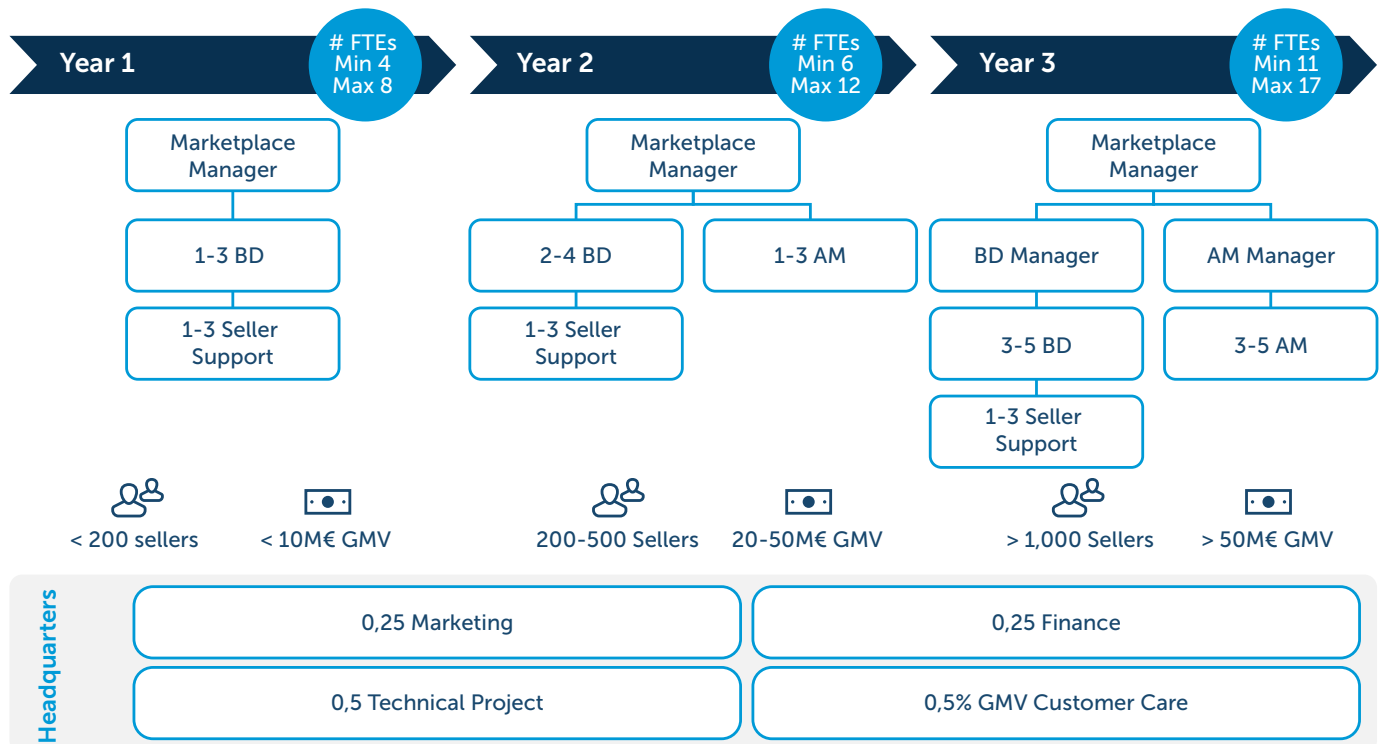 Year 1
# FTEs
Min 4
Max 8
Year 2
# FTEs
Min 6
Max 12
Year 3
# FTEs
Min 11
Max 17
Marketplace
Manager
1-3 BD
1-3 Seller
Support
Marketplace
Manager
2-4 BD
1-3 AM
1-3 Seller
Support
Marketplace
Manager
BD Manager
AM Manager
3-5 BD
3-5 AM
1-3 Seller
Support
< 200 sellers
< 10M€ GMV
200-500 Sellers
20-50M€ GMV
> 1,000 Sellers
> 50M€ GMV
Headquarters
0,25 Marketing
0,25 Finance
0,5 Technical Project
0,5% GMV Customer Care